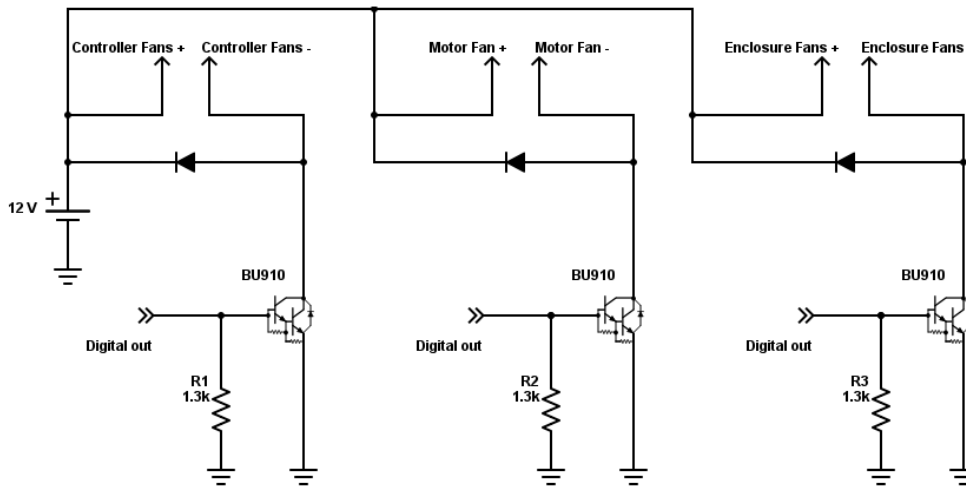 Controller Fans +
Controller Fans -
Motor Fan +
Motor Fan -
Enclosure Fans +
Enclosure Fans
+
12 V
BU910
BU910
BU910
Digital out
Digital out
Digital out
R1
1.3k
R2
1.3k
R3
1.3k